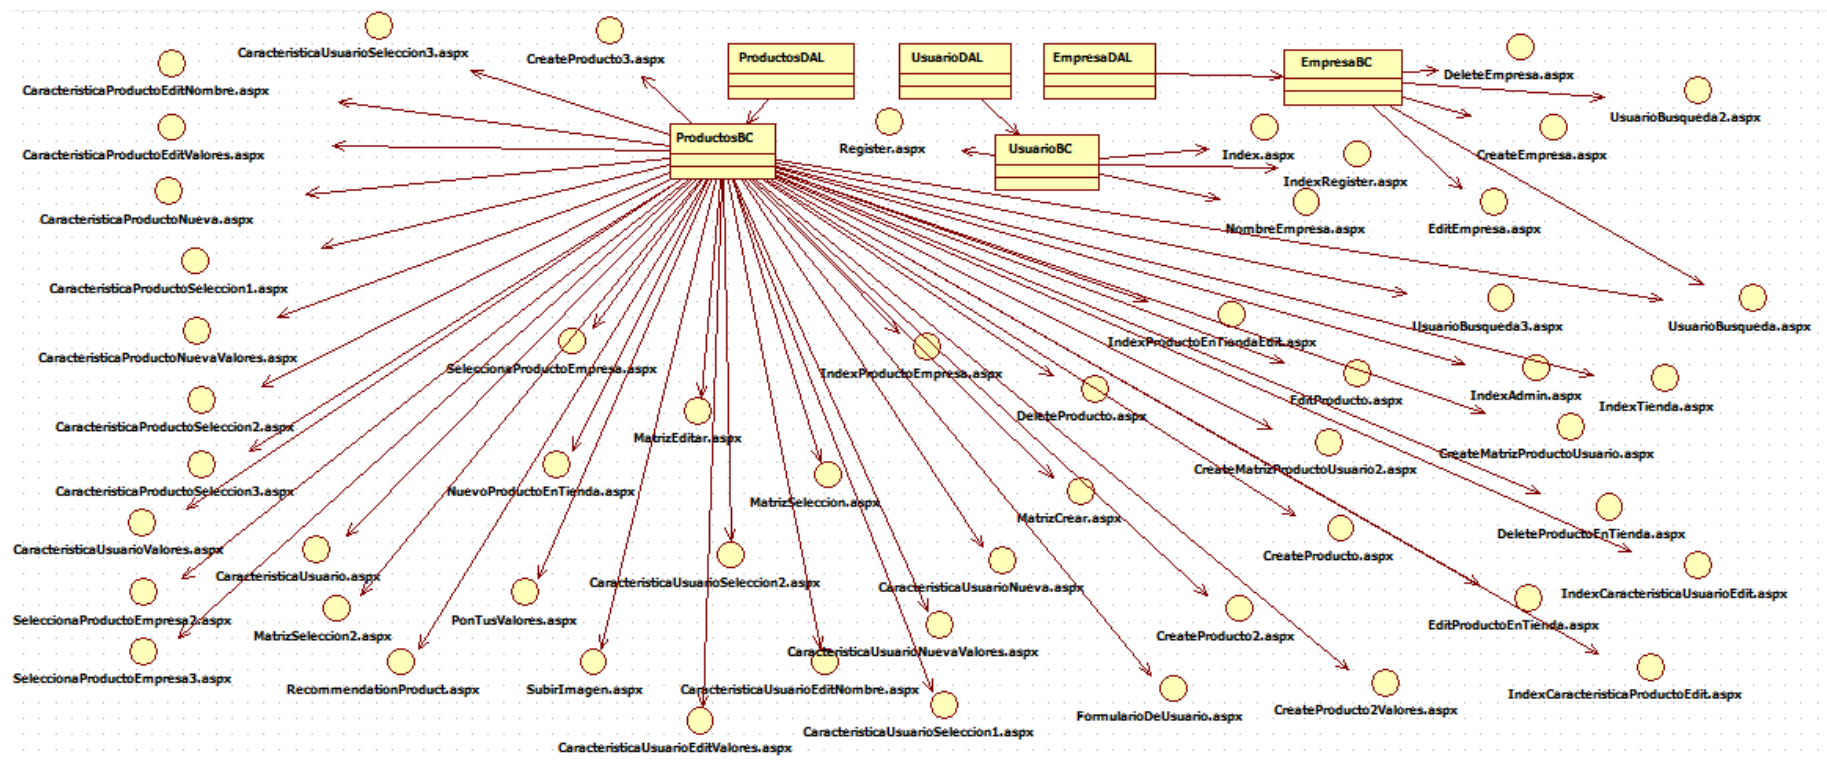 CaracteristicaUsuarioSeleccion3.aspx
CreateProducto3.aspx
ProductosDAL
UsuarioDAL
EmpresaDAL
EmpresaBC
DeleteEmpresa.aspx
CaracteristicaProductoEditNombre.aspx
UsuarioBusqueda2.aspx
ProductosBC
Register.aspx
UsuarioBC
Index.aspx
CreateEmpresa.aspx
CaracteristicaProductoEditValores.aspx
IndexRegister.aspx
CaracteristicaProductoNueva.aspx
NombreEmpresa.aspx
EditEmpresa.aspx
CaracteristicaProductoSeleccion1.aspx
UsuarioBusqueda3.aspx
UsuarioBusqueda.aspx
IndexProductoEnTiendaEdit.aspx
CaracteristicaProductoNuevaValores.aspx
SeleccionaProductoEmpresa.aspx
IndexProductoEmpresa.aspx
EditProducto.aspx
IndexAdmin.aspx
IndexTienda.aspx
DeleteProducto.aspx
CaracteristicaProductoSeleccion2.aspx
MatrizEditar.aspx
CreateMatrizProductoUsuario.aspx
CreateMatrizProductoUsuario2.aspx
CaracteristicaProductoSeleccion3.aspx
NuevoProductoEnTienda.aspx
MatrizSeleccion.aspx
MatrizCrear.aspx
DeleteProductoEnTienda.aspx
CaracteristicaUsuarioValores.aspx
CreateProducto.aspx
CaracteristicaUsuario.aspx
CaracteristicaUsuarioSeleccion2.aspx
CaracteristicaUsuarioNueva.aspx
IndexCaracteristicaUsuarioEdit.aspx
SeleccionaProductoEmpresa2.aspx
PonTusValores.aspx
EditProductoEnTienda.aspx
MatrizSeleccion2.aspx
CreateProducto2.aspx
CaracteristicaUsuarioNuevaValores.aspx
SeleccionaProductoEmpresa3.aspx
RecommendationProduct.aspx
SubirImagen.aspx
CaracteristicaUsuarioEditNombre.aspx
IndexCaracteristicaProductoEdit.aspx
CreateProducto2Valores.aspx
FormularioDeUsuario.aspx
CaracteristicaUsuarioSeleccion1.aspx
CaracteristicaUsuarioEditValores.aspx